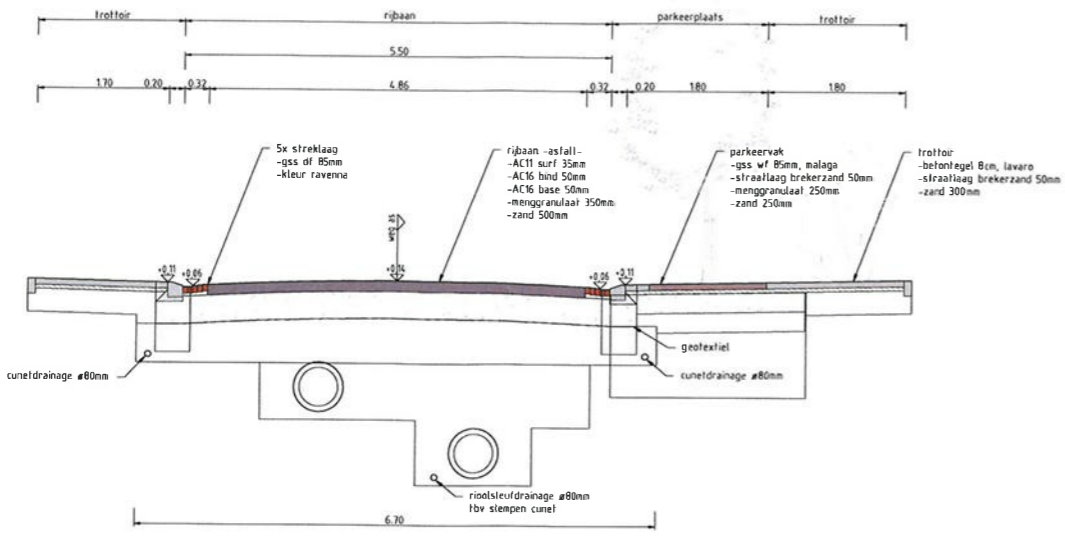 trottoir
rijbaan
parkeerplaats
trottoir
5.50
1.70
0.20
0.32
4.86
0.32
0.20
1.80
1.80
5x streklaag
-gss df 85mm
-kleur ravenna
rijbaan -asfalt-
-AC11 surf 35mm
-AC16 bind 50mm
-AC16 base 50mm
-menggranulaat 350mm
-zand 500mm
parkeervak
-gss wf 85mm, malaga
-straatlaag brekerzand 50mm
-menggranulaat 250mm
-zand 250mm
trottoir
-betontegel 8cm, lavaro
-straatlaag brekerzand 50mm
-zand 300mm
weg as
+0.11
+0.06
+0.14
+0.06
+0.11
geotextiel
cunetdrainage ø80mm
cunetdrainage ø80mm
rioolsleufdrainage ø80mm
tbv slempen cunet
6.70